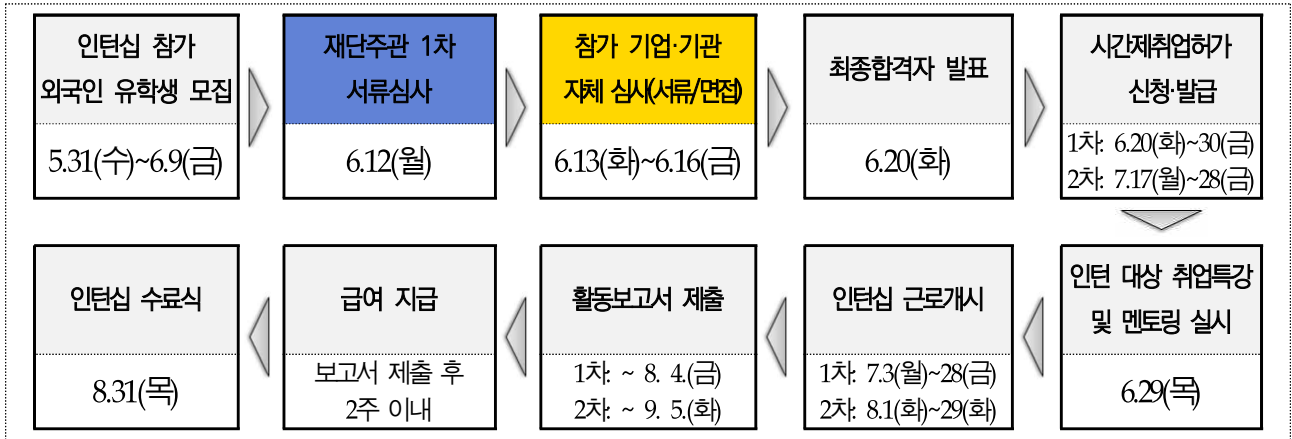 인턴십 참가
외국인 유학생 모집
5.31(수)~6.9(금)
재단주관 1차
서류심사
6.12(월)
참가 기업·기관
자체 심사(서류/면접)
6.13(화)~6.16(금)
최종합격자 발표
6.20(화)
시간제취업허가
신청·발급
1차: 6.20(화)~30(금)
2차: 7.17(월)~28(금)
인턴 대상 취업특강
및 멘토링 실시
6.29(목)
인턴십 근로개시
1차: 7.3(월)~28(금)
2차: 8.1(화)~29(화)
활동보고서 제출
1차: ~ 8. 4.(금)
2차: ~ 9. 5.(화)
급여 지급
보고서 제출 후
2주 이내
인턴십 수료식
8.31(목)